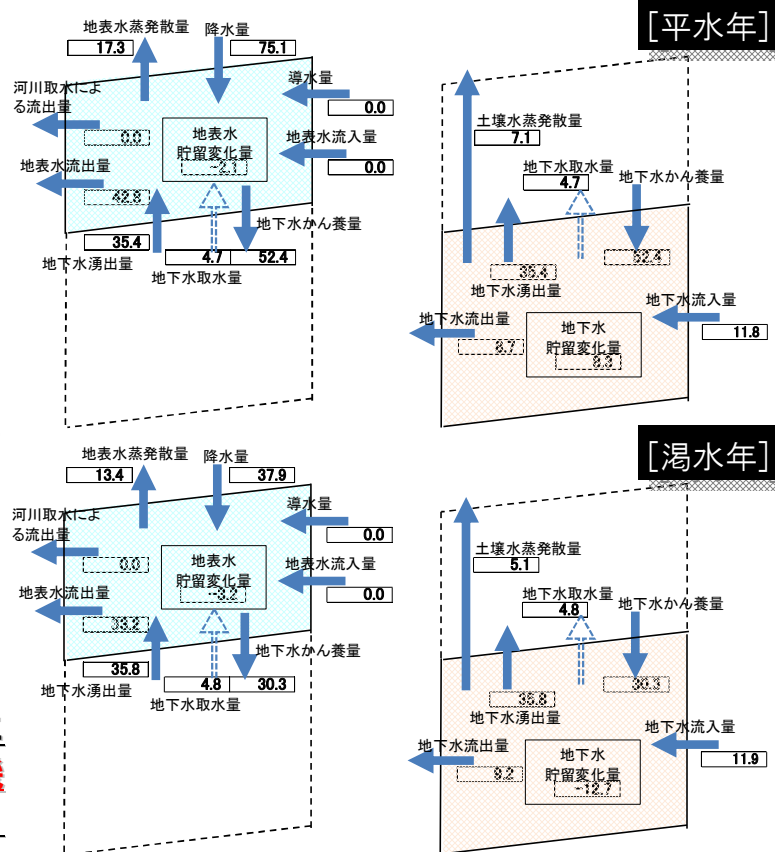 [平水年]
地表水蒸発散量
17.3
降水量
75.1
河川取水によ
る流出量
0.0
導水量
0.0
地表水
貯留変化量
-2.1
地表水流入量
0.0
地表水流出量
42.8
35.4
地下水湧出量
4.7
地下水取水量
52.4
地下水かん養量
土壌水蒸発散量
7.1
地下水取水量
4.7
地下水かん養量
52.4
35.4
地下水湧出量
地下水流入量
11.8
地下水流出量
8.7
地下水
貯留変化量
8.3
[渇水年]
地表水蒸発散量
13.4
降水量
37.9
河川取水によ
る流出量
0.0
導水量
0.0
地表水
貯留変化量
-3.2
地表水流入量
0.0
地表水流出量
33.2
35.8
地下水湧出量
4.8
地下水取水量
30.3
地下水かん養量
土壌水蒸発散量
5.1
地下水取水量
4.8
地下水かん養量
30.3
35.8
地下水湧出量
地下水流入量
11.9
地下水流出量
9.2
地下水
貯留変化量
-12.7